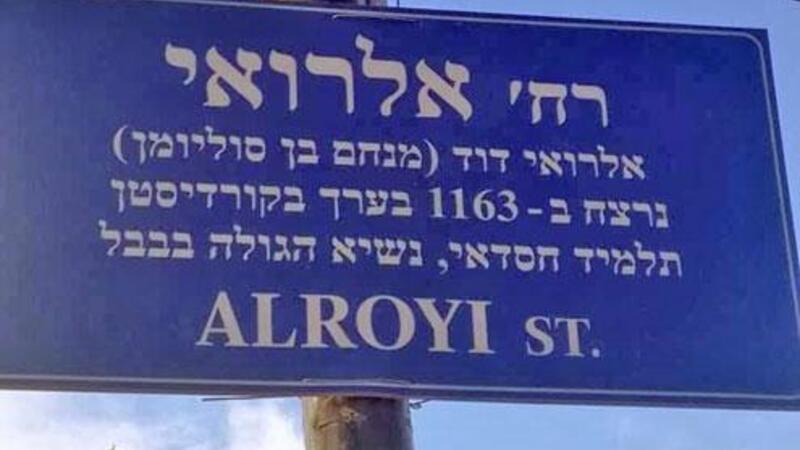 רח׳ אלרואי
אלרואי דוד (מנחם בן סוליומן)
נרצח ב - 1163 בערך בקורדיסטן
תלמיד חסדאי, נשיא הגולה בבבל
ALROYI ST.